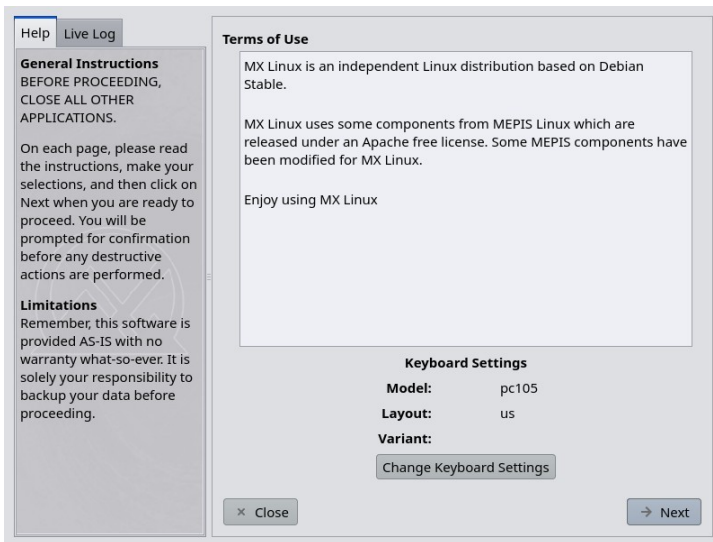 Help
Live Log
General Instructions
BEFORE PROCEEDING,
CLOSE ALL OTHER
APPLICATIONS.
On each page, please read
the instructions, make your
selections, and then click on
Next when you are ready to
proceed. You will be
prompted for confirmation
before any destructive
actions are performed.
Limitations
Remember, this software is
provided AS-IS with no
warranty what-so-ever. It is
solely your responsibility to
backup your data before
proceeding.
Terms of Use
MX Linux is an independent Linux distribution based on Debian
Stable.
MX Linux uses some components from MEPIS Linux which are
released under an Apache free license. Some MEPIS components have
been modified for MX Linux.
Enjoy using MX Linux
Keyboard Settings
Model: pc105
Layout: us
Variant:
Change Keyboard Settings
Close
Next